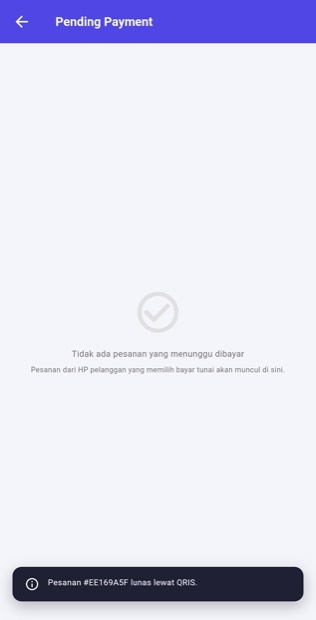 Pending Payment
Tidak ada pesanan yang menunggu dibayar
Pesanan dari HP pelanggan yang memilih bayar tunai akan muncul di sini.
Pesanan #EE169A5F lunas lewat QRIS.